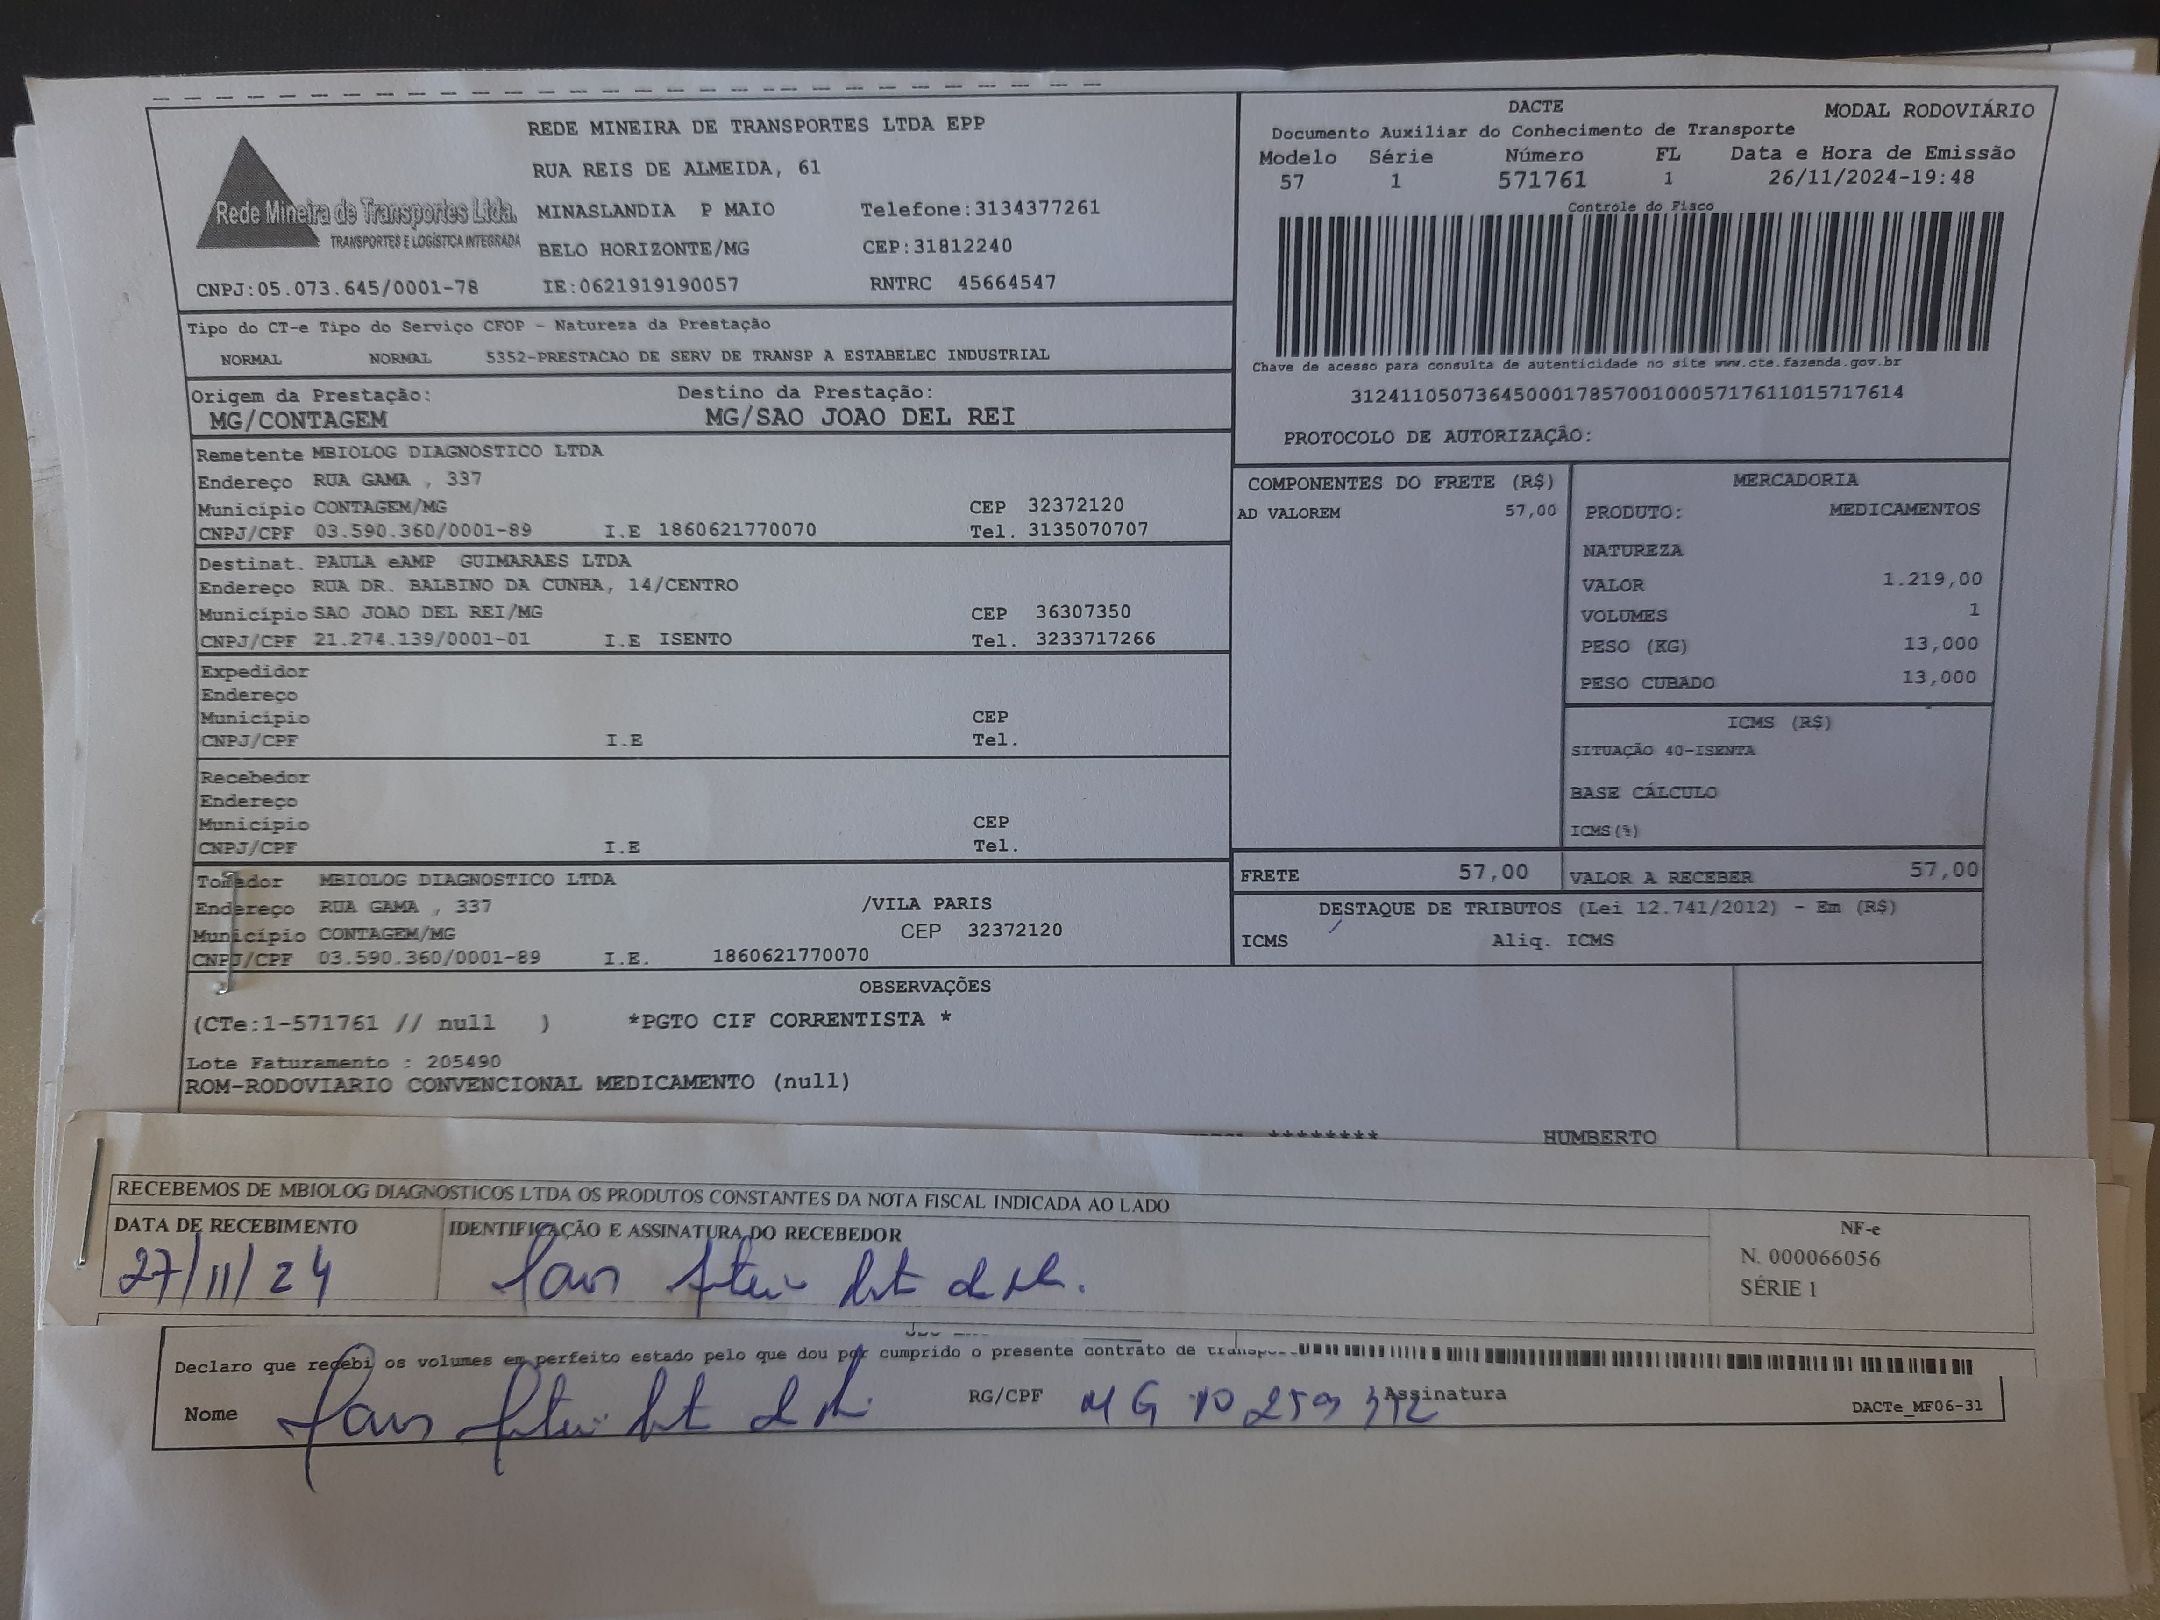 REDE MINEIRA DE TRANSPORTES LTDA EPP
RUA REIS DE ALMEIDA, 61
Rede Mineira de Transportes Ltda.
TRANSPORTES E LOGÍSTICA INTEGRADA
MINASLANDIA P MAIO Telefone:3134377261
BELO HORIZONTE/MG CEP:31812240
CNPJ:05.073.645/0001-78 IE:0621919190057 RNTRC 45664547
DACTE MODAL RODOVIÁRIO
Documento Auxiliar do Conhecimento de Transporte
Modelo Série Número FL Data e Hora de Emissão
57 1 571761 1 26/11/2024-19:48
Controle do Fisco
Chave de acesso para consulta de autenticidade no site www.cte.fazenda.gov.br
31241105073645000178570010005717611015717614
PROTOCOLO DE AUTORIZAÇÃO:
Tipo do CT-e Tipo do Serviço CFOP - Natureza da Prestação
NORMAL NORMAL 5352-PRESTACAO DE SERV DE TRANSP A ESTABELEC INDUSTRIAL
Origem da Prestação: Destino da Prestação:
MG/CONTAGEM MG/SAO JOAO DEL REI
Remetente MBIOLOG DIAGNOSTICO LTDA
Endereço RUA GAMA , 337
Município CONTAGEM/MG CEP 32372120
CNPJ/CPF 03.590.360/0001-89 I.E 1860621770070 Tel. 3135070707
Destinat. PAULA eAMP GUIMARAES LTDA
Endereço RUA DR. BALBINO DA CUNHA, 14/CENTRO
Município SAO JOAO DEL REI/MG CEP 36307350
CNPJ/CPF 21.274.139/0001-01 I.E ISENTO Tel. 3233717266
Expedidor
Endereço
Município CEP
CNPJ/CPF I.E Tel.
Recebedor
Endereço
Município CEP
CNPJ/CPF I.E Tel.
Tomador MBIOLOG DIAGNOSTICO LTDA
Endereço RUA GAMA , 337 /VILA PARIS
Município CONTAGEM/MG CEP 32372120
CNPJ/CPF 03.590.360/0001-89 I.E. 1860621770070
COMPONENTES DO FRETE (R$)
AD VALOREM 57,00
MERCADORIA
PRODUTO: MEDICAMENTOS
NATUREZA
VALOR 1.219,00
VOLUMES 1
PESO (KG) 13,000
PESO CUBADO 13,000
ICMS (R$)
SITUAÇÃO 40-ISENTA
BASE CÁLCULO
ICMS(%)
FRETE 57,00 VALOR A RECEBER 57,00
DESTAQUE DE TRIBUTOS (Lei 12.741/2012) - Em (R$)
ICMS Aliq. ICMS
OBSERVAÇÕES
(CTe:1-571761 // null ) *PGTO CIF CORRENTISTA *
Lote Faturamento : 205490
ROM-RODOVIARIO CONVENCIONAL MEDICAMENTO (null)
******** HUMBERTO
RECEBEMOS DE MBIOLOG DIAGNOSTICOS LTDA OS PRODUTOS CONSTANTES DA NOTA FISCAL INDICADA AO LADO
DATA DE RECEBIMENTO IDENTIFICAÇÃO E ASSINATURA DO RECEBEDOR
27/11/24
NF-e
N. 000066056
SÉRIE 1
Declaro que recebi os volumes em perfeito estado pelo que dou por cumprido o presente contrato de
Nome RG/CPF MG Assinatura
DACTe_MF06-31